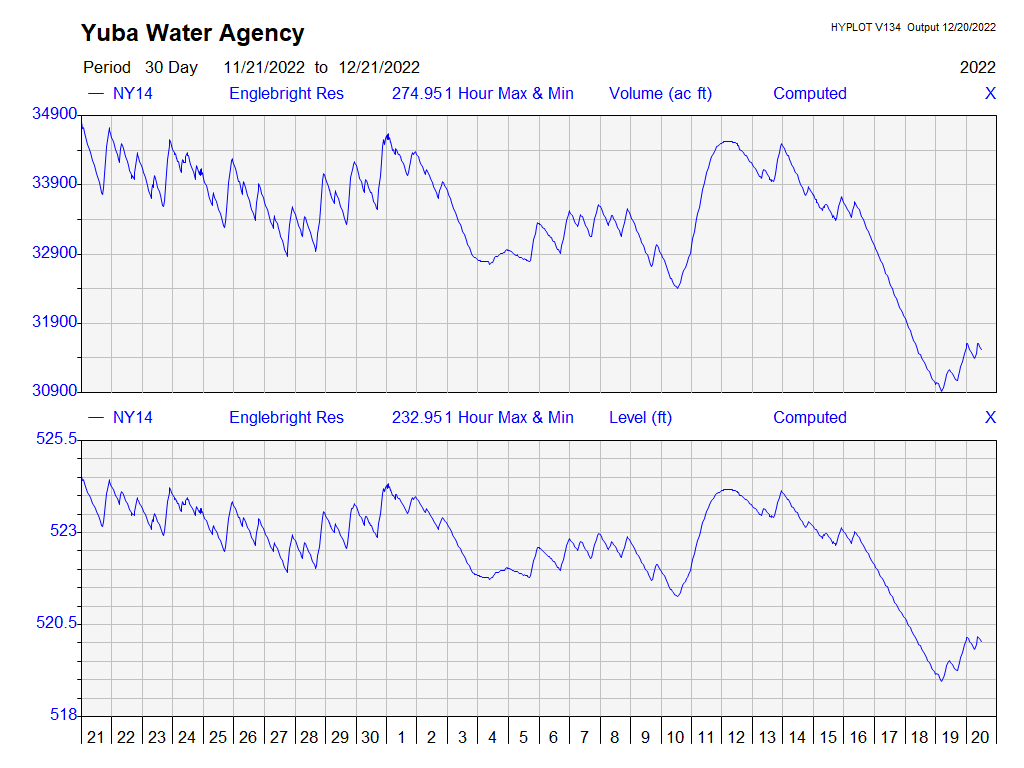 Yuba Water Agency
HYPLOT V134 Output 12/20/2022
Period 30 Day 11/21/2022 to 12/21/2022 2022
NY14 Englebright Res 274.951 Hour Max & Min Volume (ac ft) Computed X
34900
33900
32900
31900
30900
NY14 Englebright Res 232.951 Hour Max & Min Level (ft) Computed X
525.5
523
520.5
518
21 22 23 24 25 26 27 28 29 30 1 2 3 4 5 6 7 8 9 10 11 12 13 14 15 16 17 18 19 20